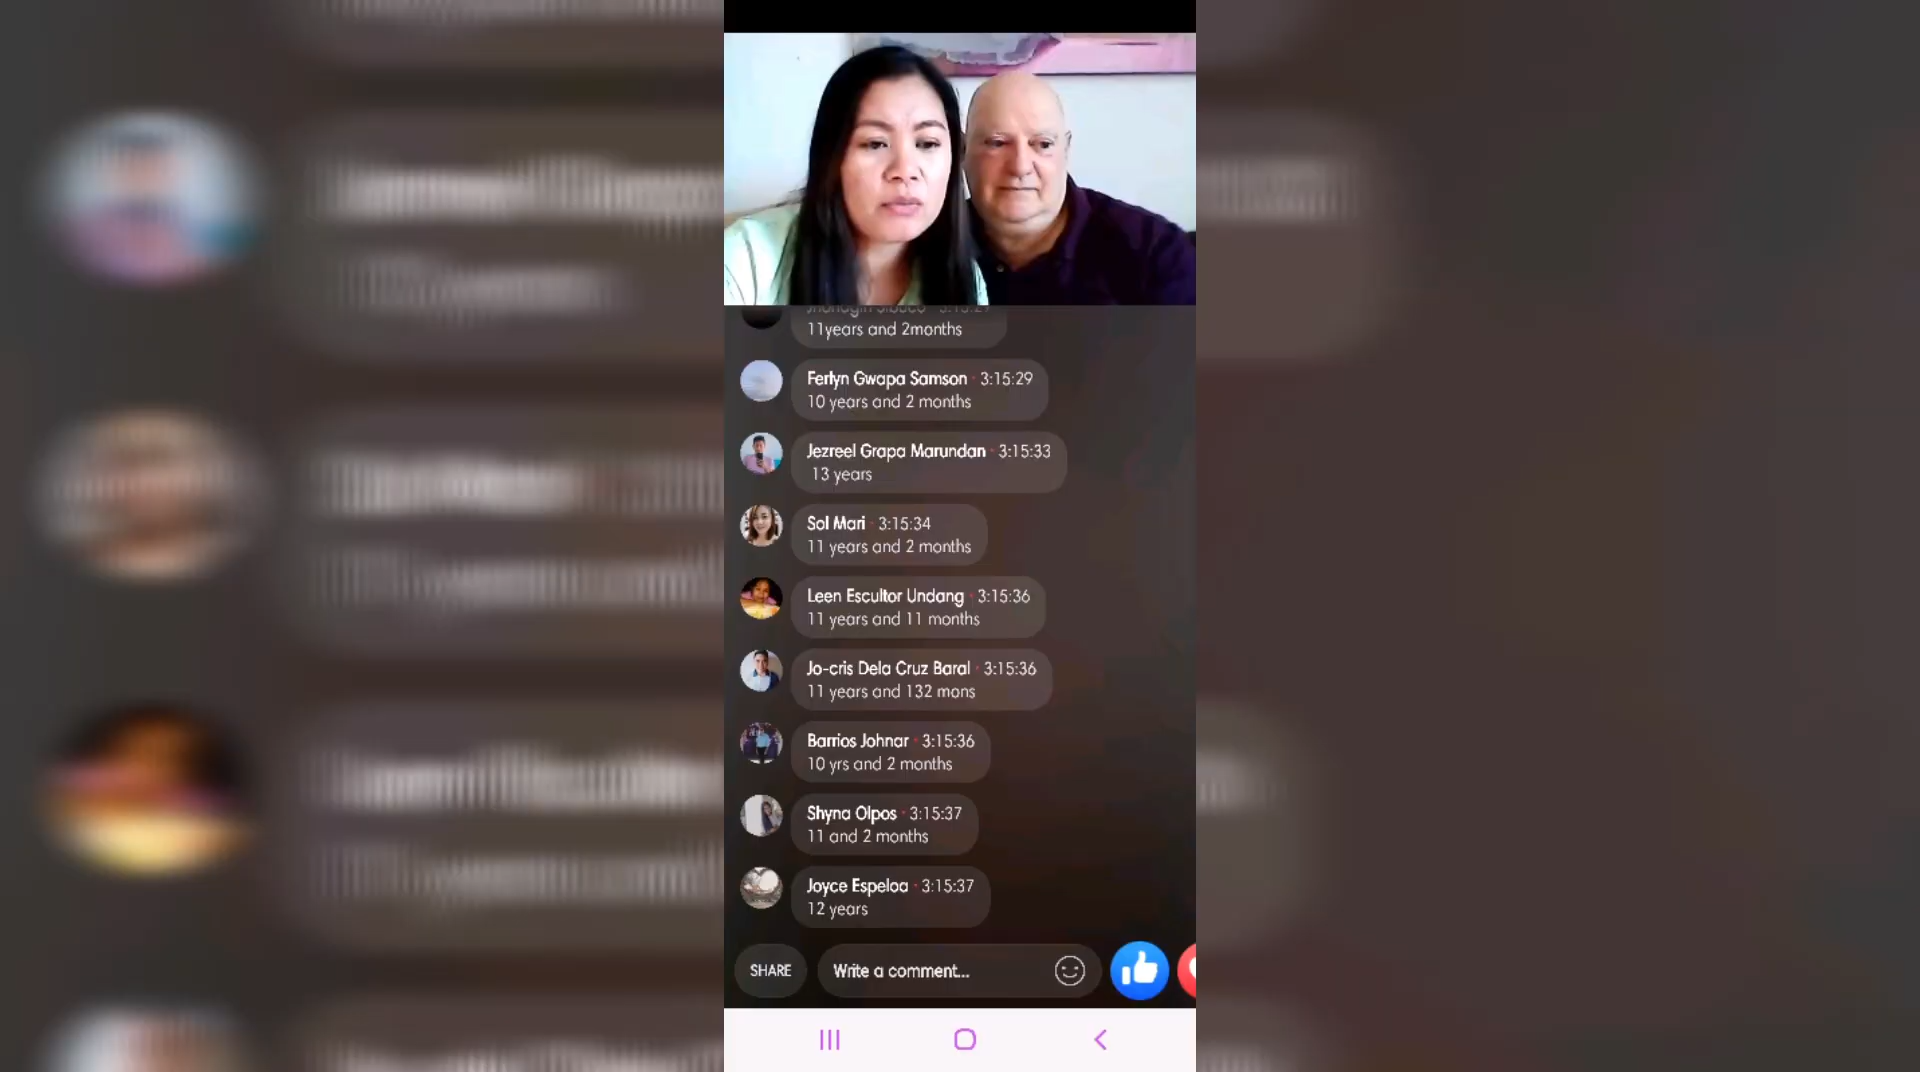 11years and 2months
Ferlyn Gwapa Samson · 3:15:29
10 years and 2 months
Jezreel Grapa Marundan · 3:15:33
13 years
Sol Mari · 3:15:34
11 years and 2 months
Leen Escultor Undang · 3:15:36
11 years and 11 months
Jo-cris Dela Cruz Baral · 3:15:36
11 years and 132 mons
Barrios Johnar · 3:15:36
10 yrs and 2 months
Shyna Olpos · 3:15:37
11 and 2 months
Joyce Espeloa · 3:15:37
12 years
SHARE
Write a comment...